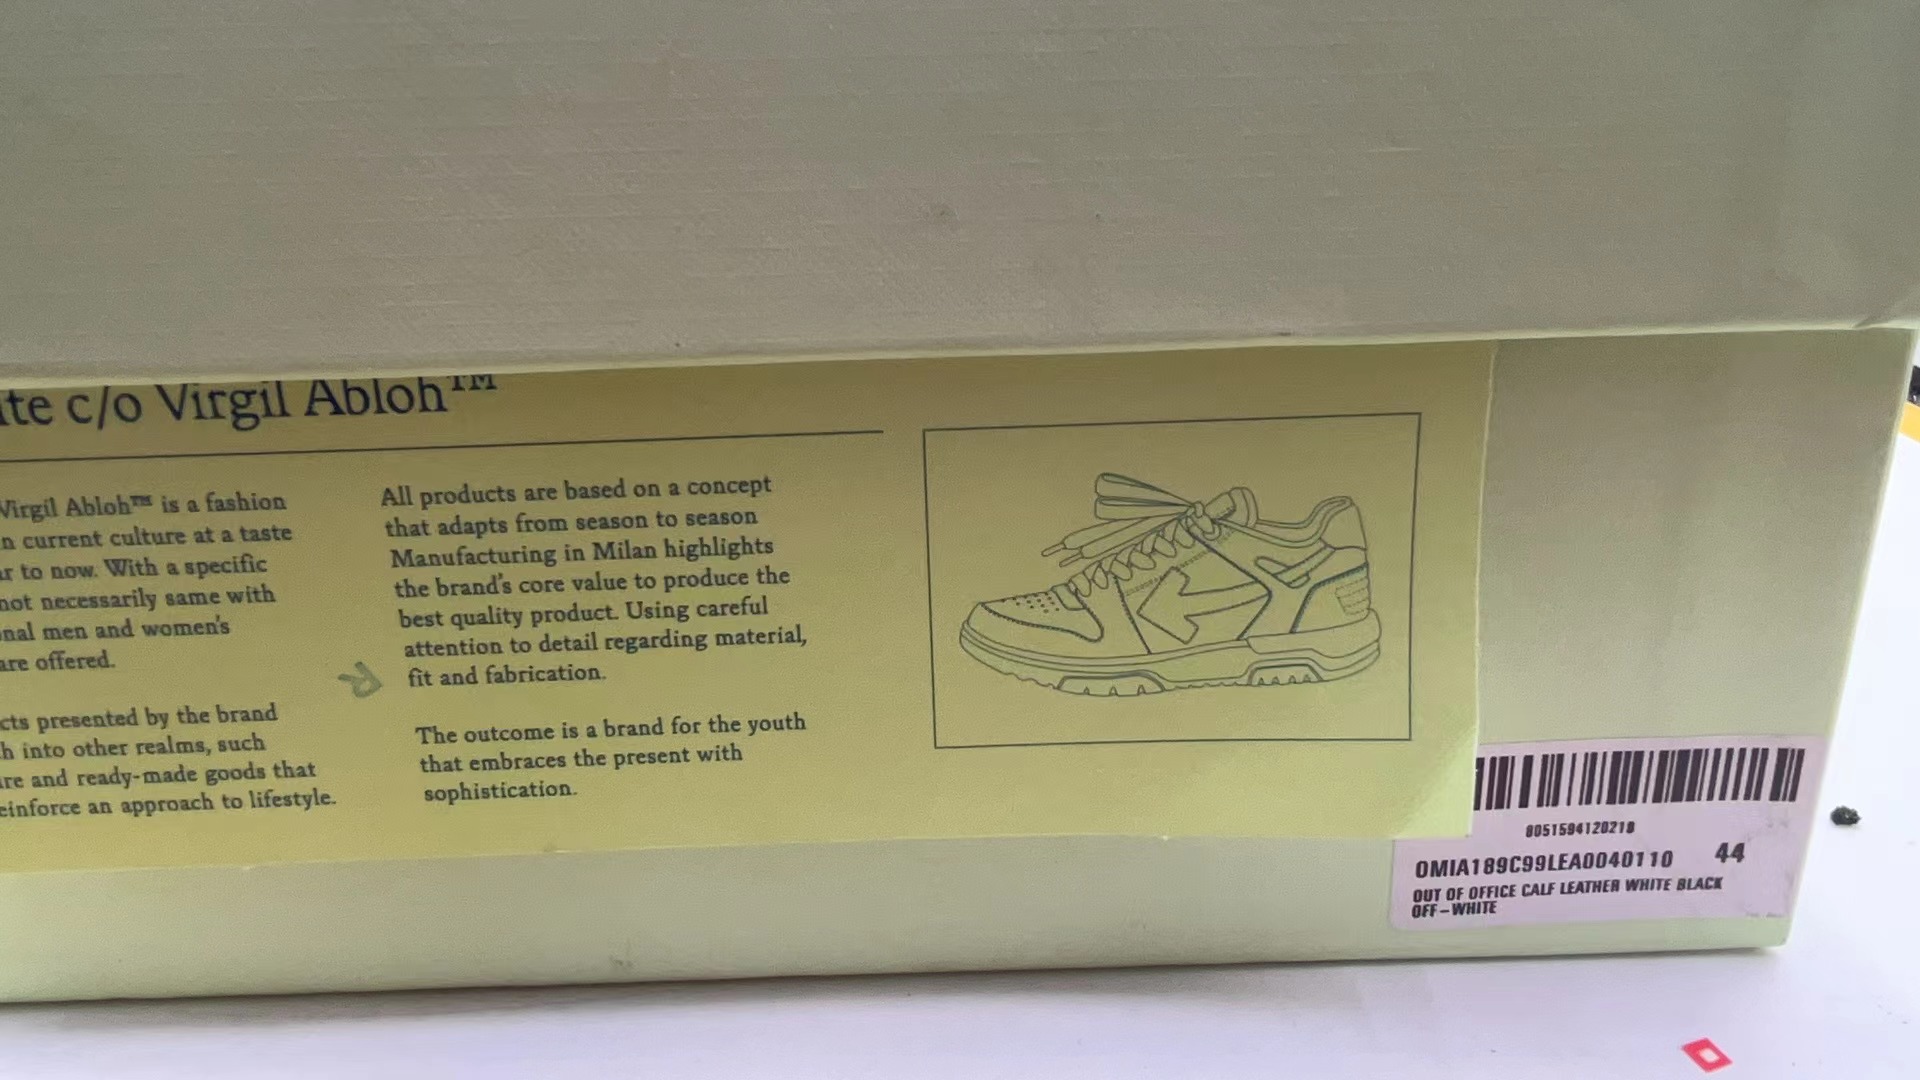 ite c/o Virgil Abloh™
Virgil Abloh™ is a fashion
n current culture at a taste
ar to now. With a specific
not necessarily same with
onal men and women's
are offered.
cts presented by the brand
h into other realms, such
ure and ready-made goods that
einforce an approach to lifestyle.
All products are based on a concept
that adapts from season to season
Manufacturing in Milan highlights
the brand's core value to produce the
best quality product. Using careful
attention to detail regarding material,
fit and fabrication.
R
The outcome is a brand for the youth
that embraces the present with
sophistication.
8051594120218
OMIA189C99LEA0040110 44
OUT OF OFFICE CALF LEATHER WHITE BLACK
OFF-WHITE